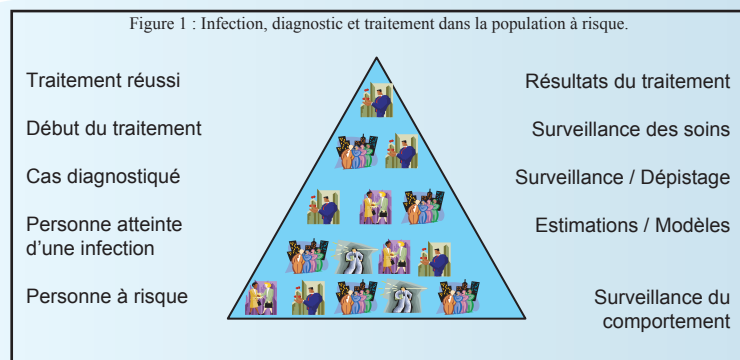 Figure 1 : Infection, diagnostic et traitement dans la population à risque.
Traitement réussi
Début du traitement
Cas diagnostiqué
Personne atteinte
d'une infection
Personne à risque
Résultats du traitement
Surveillance des soins
Surveillance / Dépistage
Estimations / Modèles
Surveillance du
comportement